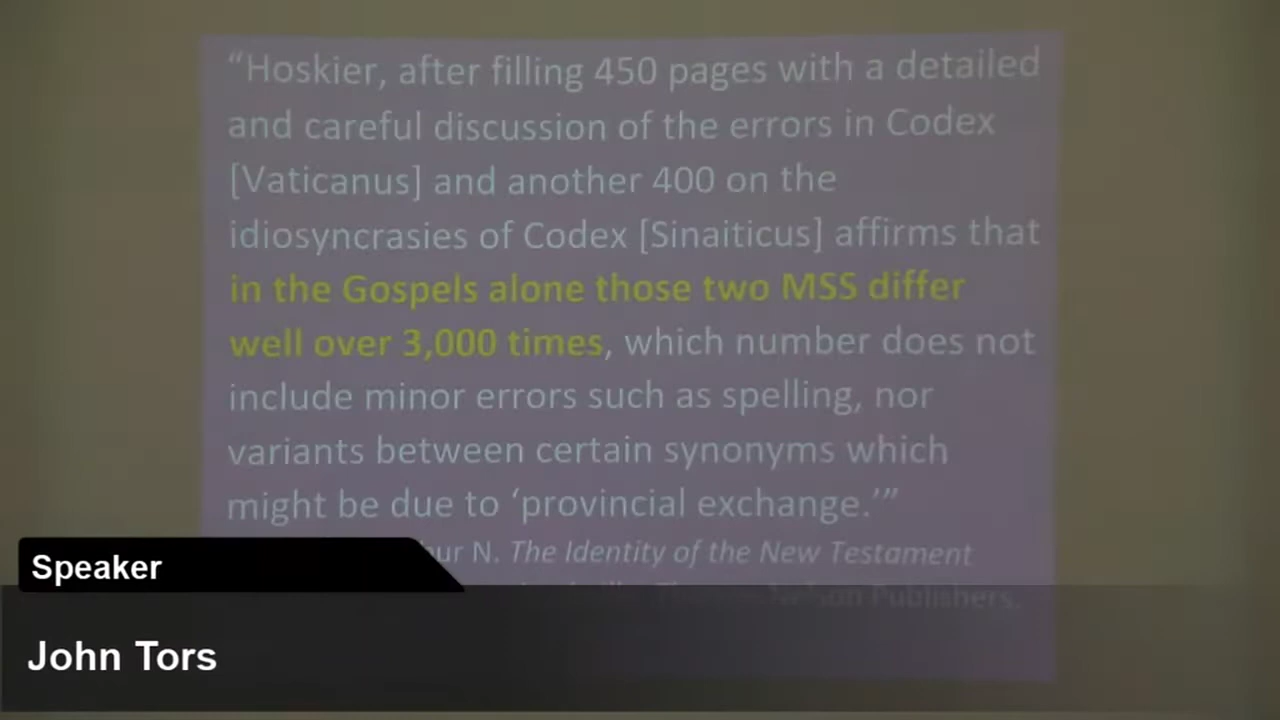 “Hoskier, after filling 450 pages with a detailed
and careful discussion of the errors in Codex
[Vaticanus] and another 400 on the
idiosyncrasies of Codex [Sinaiticus] affirms that
in the Gospels alone those two MSS differ
well over 3,000 times, which number does not
include minor errors such as spelling, nor
variants between certain synonyms which
might be due to ‘provincial exchange.’”
N. The Identity of the New Testament
Publishers.
Speaker
John Tors